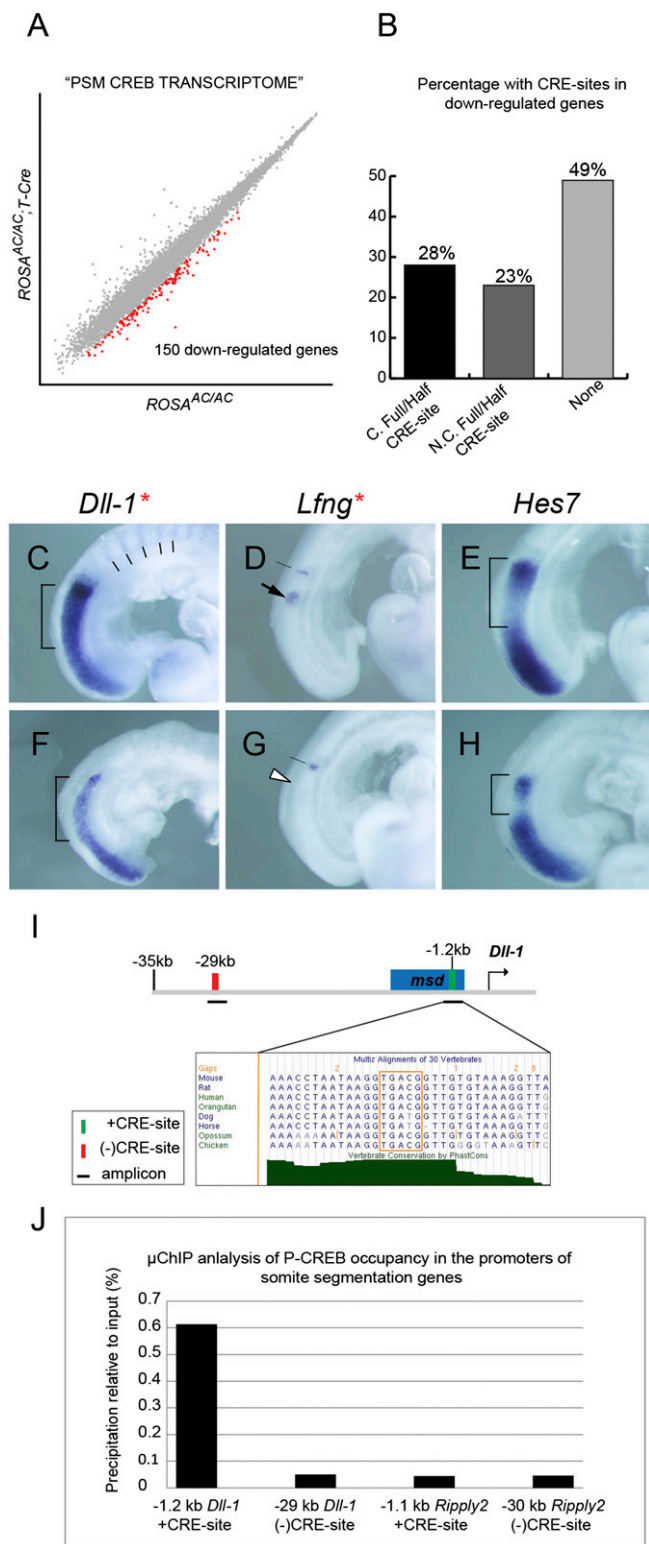 A
B
"PSM CREB TRANSCRIPTOME"
ROSA^AC/AC;T-Cre
150 down-regulated genes
ROSA^AC/AC
Percentage with CRE-sites in
down-regulated genes
50
40
30
20
10
0
28%
23%
49%
C. Full/Half
CRE-site
N.C. Full/Half
CRE-site
None
Dll-1*
Lfng*
Hes7
C
D
E
F
G
H
I
-35kb
-29kb
-1.2kb
Dll-1
msd
+CRE-site
(-)CRE-site
amplicon
Multiz Alignments of 30 Vertebrates
Gaps 2 1 2 8
Mouse A A A C C T A A T A A G G T G A C G G T T G T G T A A A G G T T A
Rat A A A C C T A A T A A G G T G A C G G T T G T G T A A A G G T T A
Human A A A C C T A A T A A G G T G A C G G T T G T G T A A A G G T T G
Orangutan A A A C C T A A T A A G G T G A C G G T T G T G T A A A G G T T G
Dog A A A C C T A A T A A G G T G A T G G T T G T G T A A A G A T T G
Horse A A A C C T A A T A A G G T G A T G - T T G T G T A A A G G T T G
Opossum A A A A A A T A A G G T G A C G G T T G T G T A A A G G T T C
Chicken A A A C C T A A T A A G G T G A C G G T T G G G G T A A A G T T C
Vertebrate Conservation by PhastCons
J
μChIP anlalysis of P-CREB occupancy in the promoters of
somite segmentation genes
Precipitation relative to input (%)
0.7
0.6
0.5
0.4
0.3
0.2
0.1
0
-1.2 kb Dll-1
+CRE-site
-29 kb Dll-1
(-)CRE-site
-1.1 kb Ripply2
+CRE-site
-30 kb Ripply2
(-)CRE-site